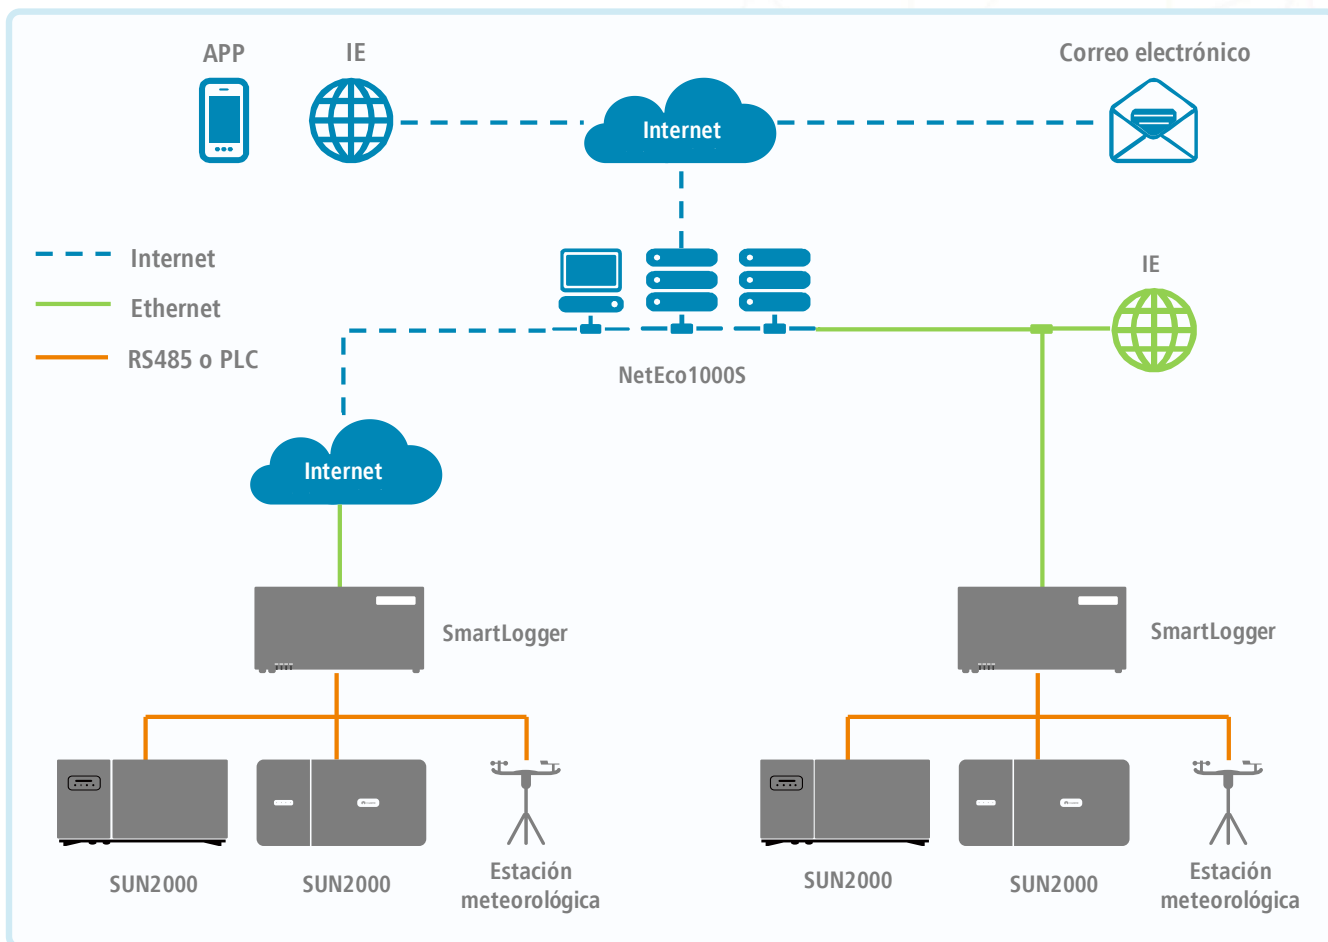 APP
IE
Correo electrónico
Internet
Internet
Ethernet
RS485 o PLC
IE
NetEco1000S
Internet
SmartLogger
SmartLogger
SUN2000
SUN2000
Estación
meteorológica
SUN2000
SUN2000
Estación
meteorológica